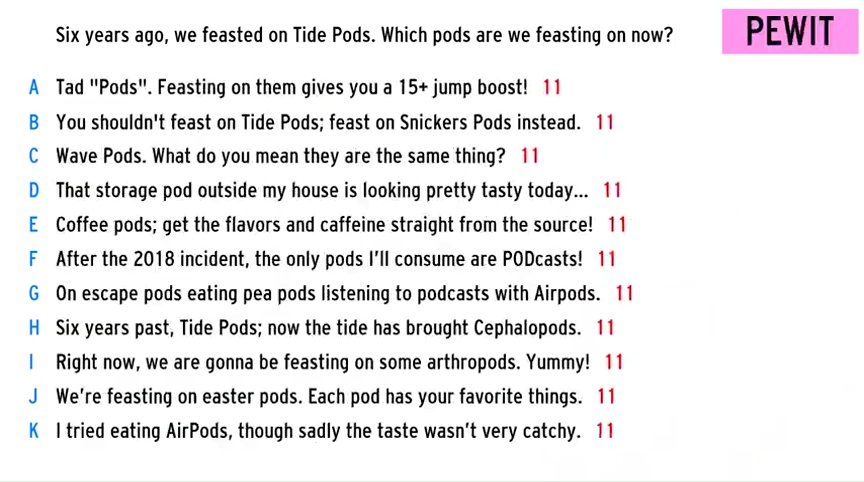 Six years ago, we feasted on Tide Pods. Which pods are we feasting on now?
PEWIT
A Tad "Pods". Feasting on them gives you a 15+ jump boost! 11
B You shouldn't feast on Tide Pods; feast on Snickers Pods instead. 11
C Wave Pods. What do you mean they are the same thing? 11
D That storage pod outside my house is looking pretty tasty today... 11
E Coffee pods; get the flavors and caffeine straight from the source! 11
F After the 2018 incident, the only pods I’ll consume are PODcasts! 11
G On escape pods eating pea pods listening to podcasts with Airpods. 11
H Six years past, Tide Pods; now the tide has brought Cephalopods. 11
I Right now, we are gonna be feasting on some arthropods. Yummy! 11
J We’re feasting on easter pods. Each pod has your favorite things. 11
K I tried eating AirPods, though sadly the taste wasn’t very catchy. 11